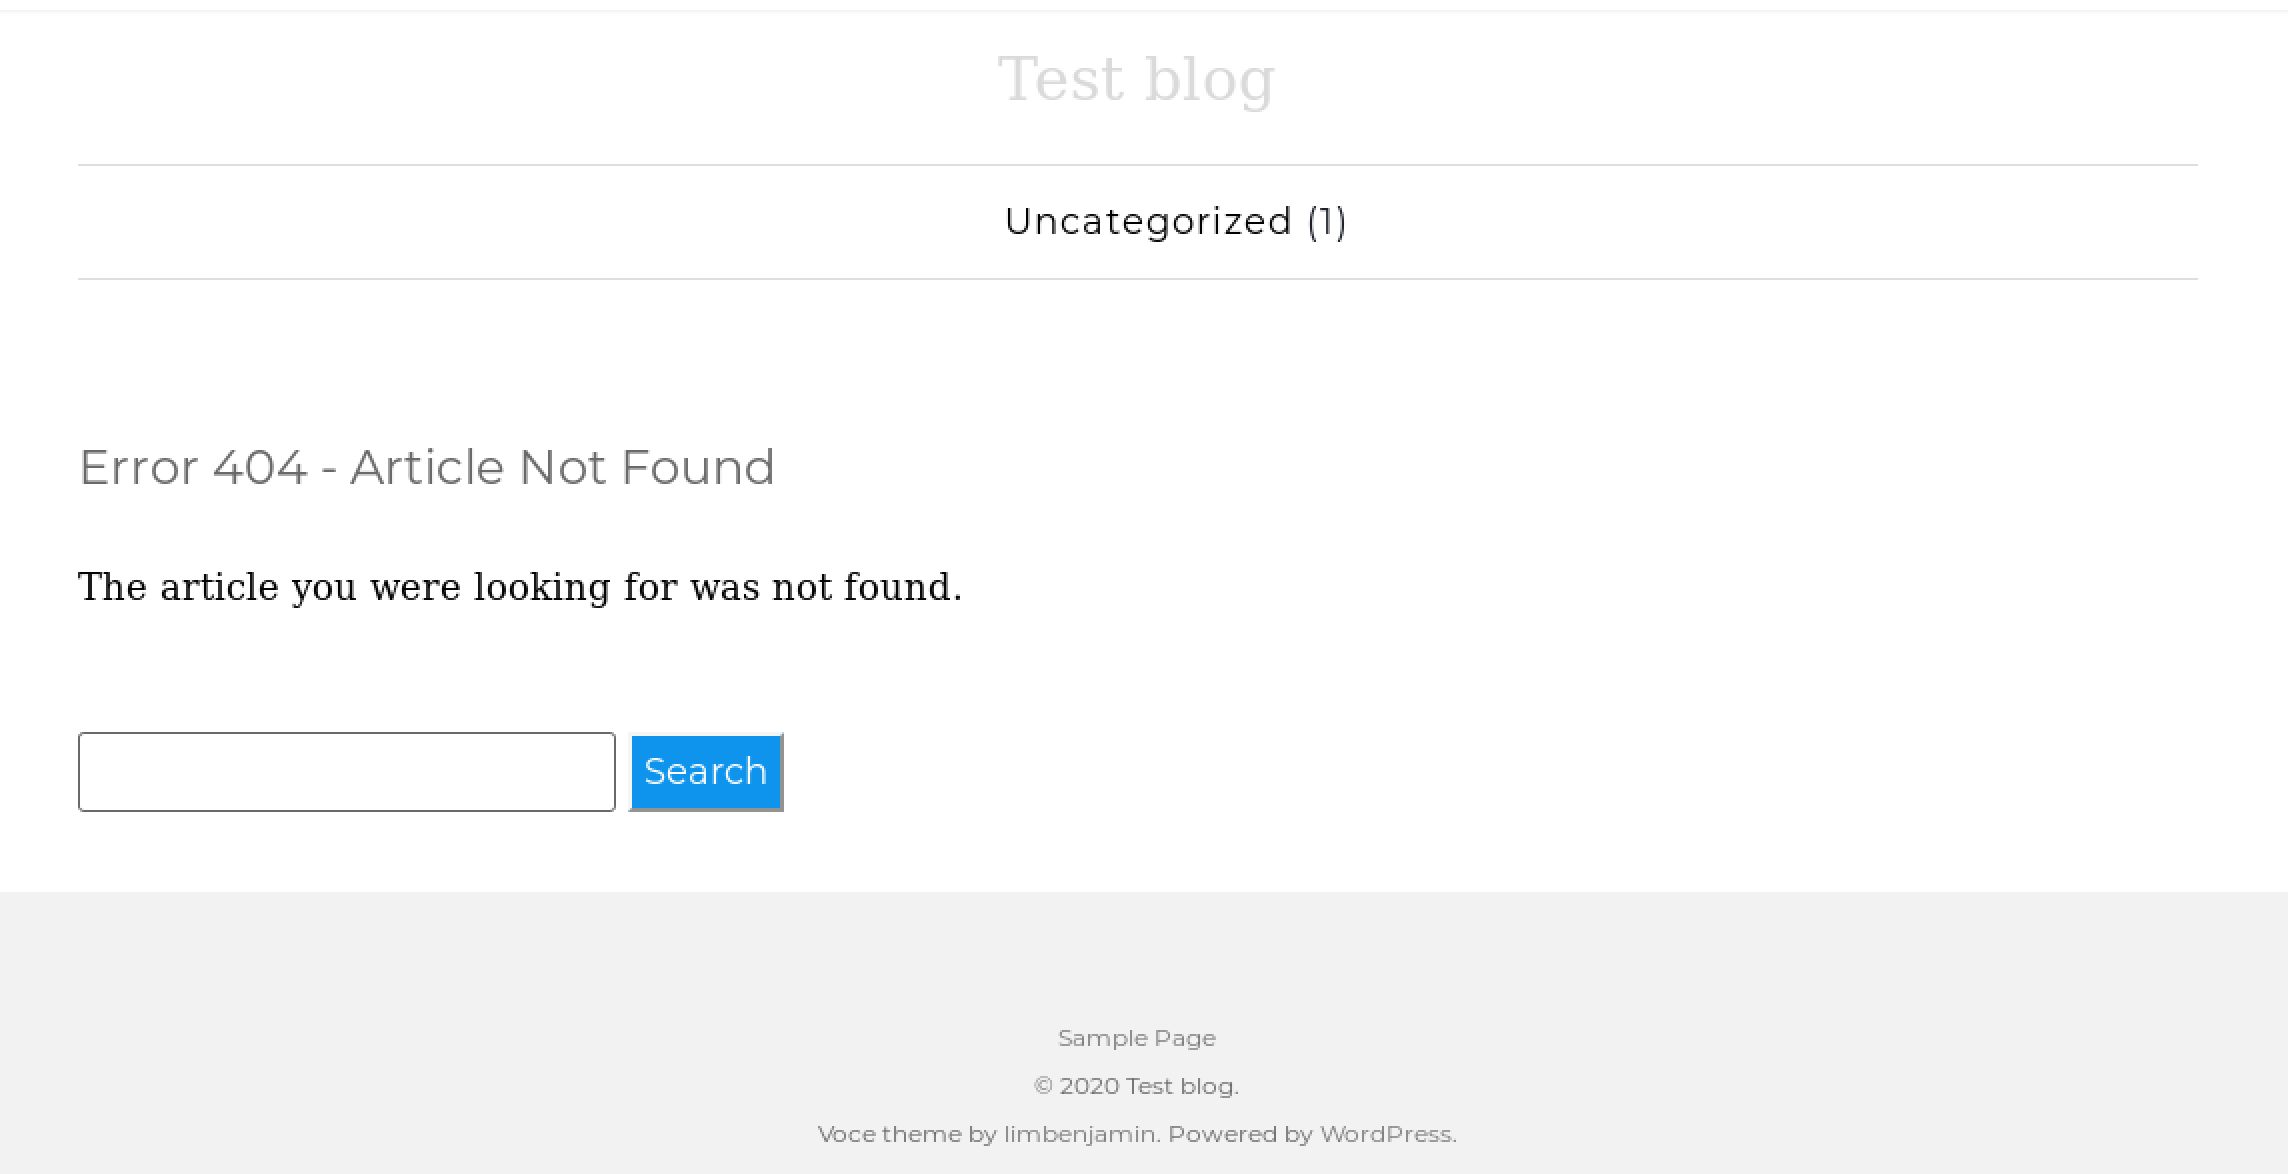 Test blog
Uncategorized (1)
Error 404 - Article Not Found
The article you were looking for was not found.
Search
Sample Page
© 2020 Test blog.
Voce theme by limbenjamin. Powered by WordPress.